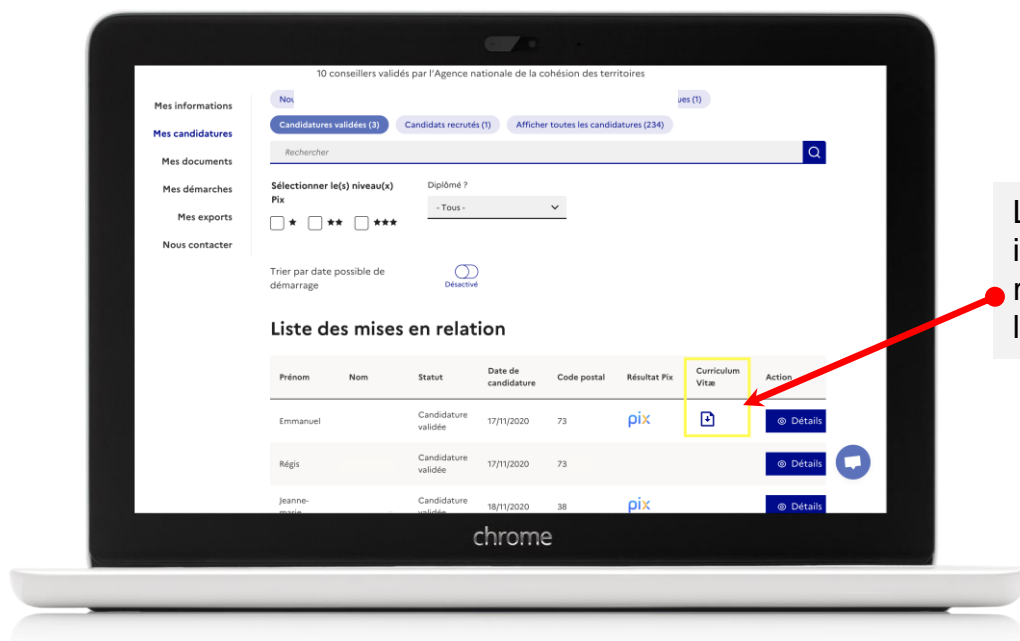 10 conseillers validés par l'Agence nationale de la cohésion des territoires
Mes informations
Mes candidatures
Mes documents
Mes démarches
Mes exports
Nous contacter
Candidatures validées (3) Candidats recrutés (1) Afficher toutes les candidatures (234)
Rechercher
Sélectionner le(s) niveau(x)
Pix
Diplômé ?
- Tous -
Trier par date possible de
démarrage
Désactivé
Liste des mises en relation
Prénom Nom Statut Date de candidature Code postal Résultat Pix Curriculum Vitæ Action
Emmanuel Candidature validée 17/11/2020 73 pix Détails
Régis Candidature validée 17/11/2020 73 Détails
Jeanne-marie Candidature validée 18/11/2020 38 pix Détails
chrome